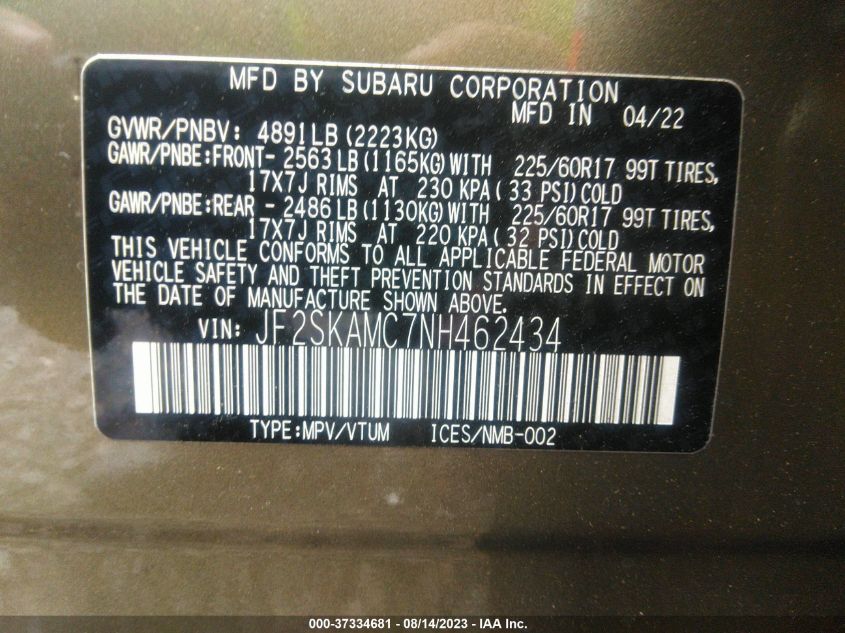 MFD BY SUBARU CORPORATION
MFD IN 04/22
GVWR/PNBV: 4891LB (2223KG)
GAWR/PNBE:FRONT- 2563LB (1165KG) WITH 225/60R17 99T TIRES,
17X7J RIMS AT 230 KPA ( 33 PSI) COLD
GAWR/PNBE:REAR - 2486LB (1130KG) WITH 225/60R17 99T TIRES,
17X7J RIMS AT 220 KPA ( 32 PSI) COLD
THIS VEHICLE CONFORMS TO ALL APPLICABLE FEDERAL MOTOR
VEHICLE SAFETY AND THEFT PREVENTION STANDARDS IN EFFECT ON
THE DATE OF MANUFACTURE SHOWN ABOVE.
VIN: JF2SKAMC7NH462434
TYPE:MPV/VTUM ICES/NMB-002
000-37334681 - 08/14/2023 - IAA Inc.